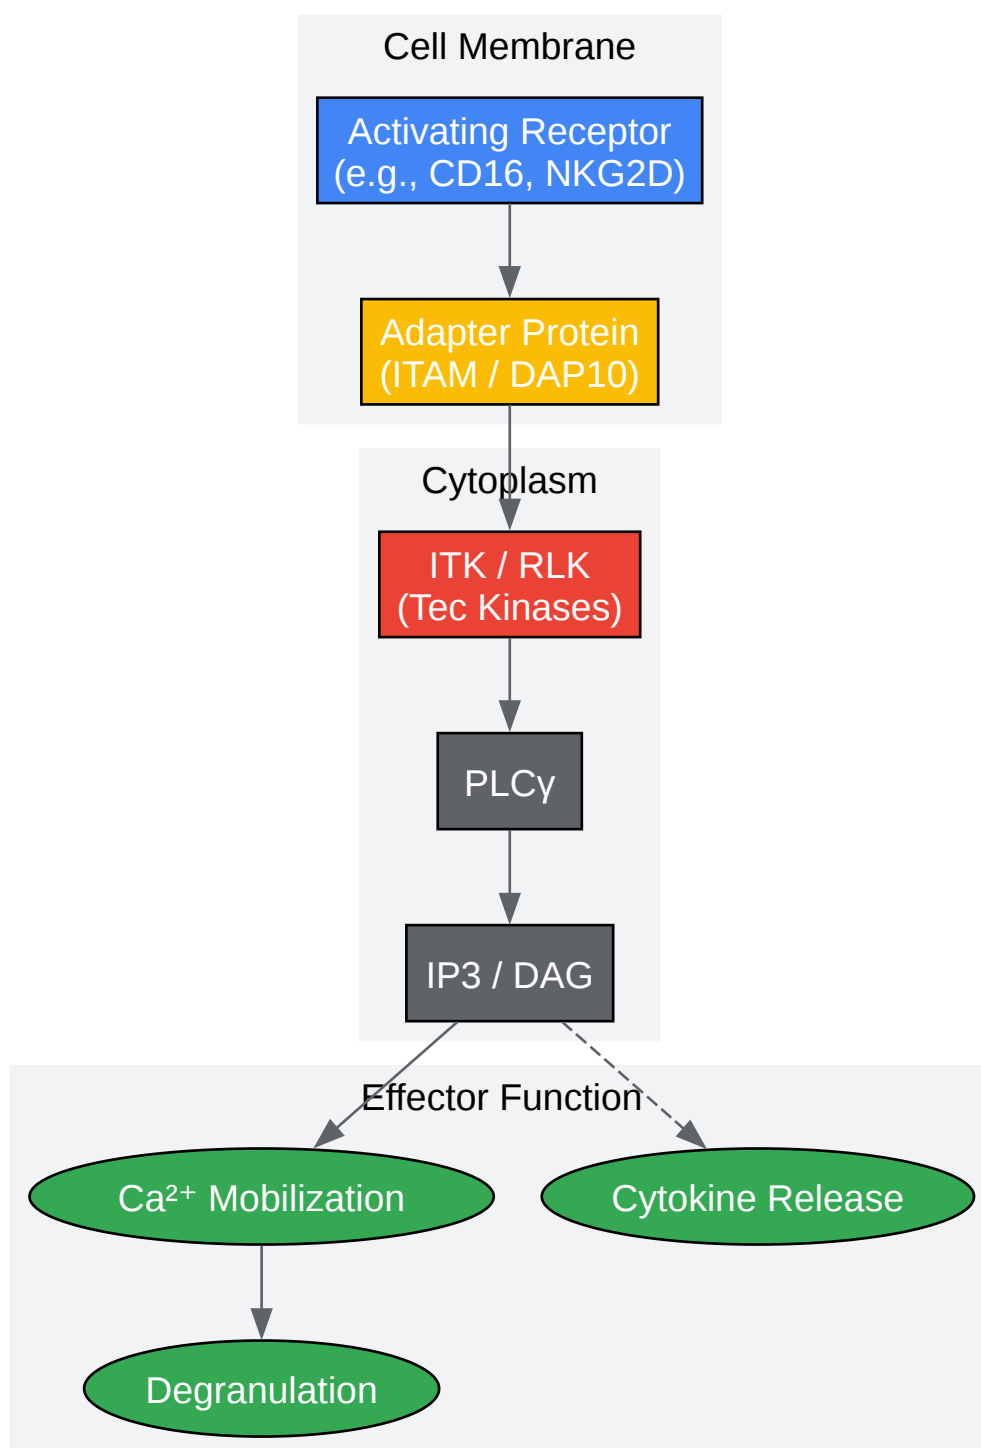 Cell Membrane
Activating Receptor
(e.g., CD16, NKG2D)
Adapter Protein
(ITAM / DAP10)
Cytoplasm
ITK / RLK
(Tec Kinases)
PLCγ
IP3 / DAG
Effector Function
Ca²⁺ Mobilization
Cytokine Release
Degranulation